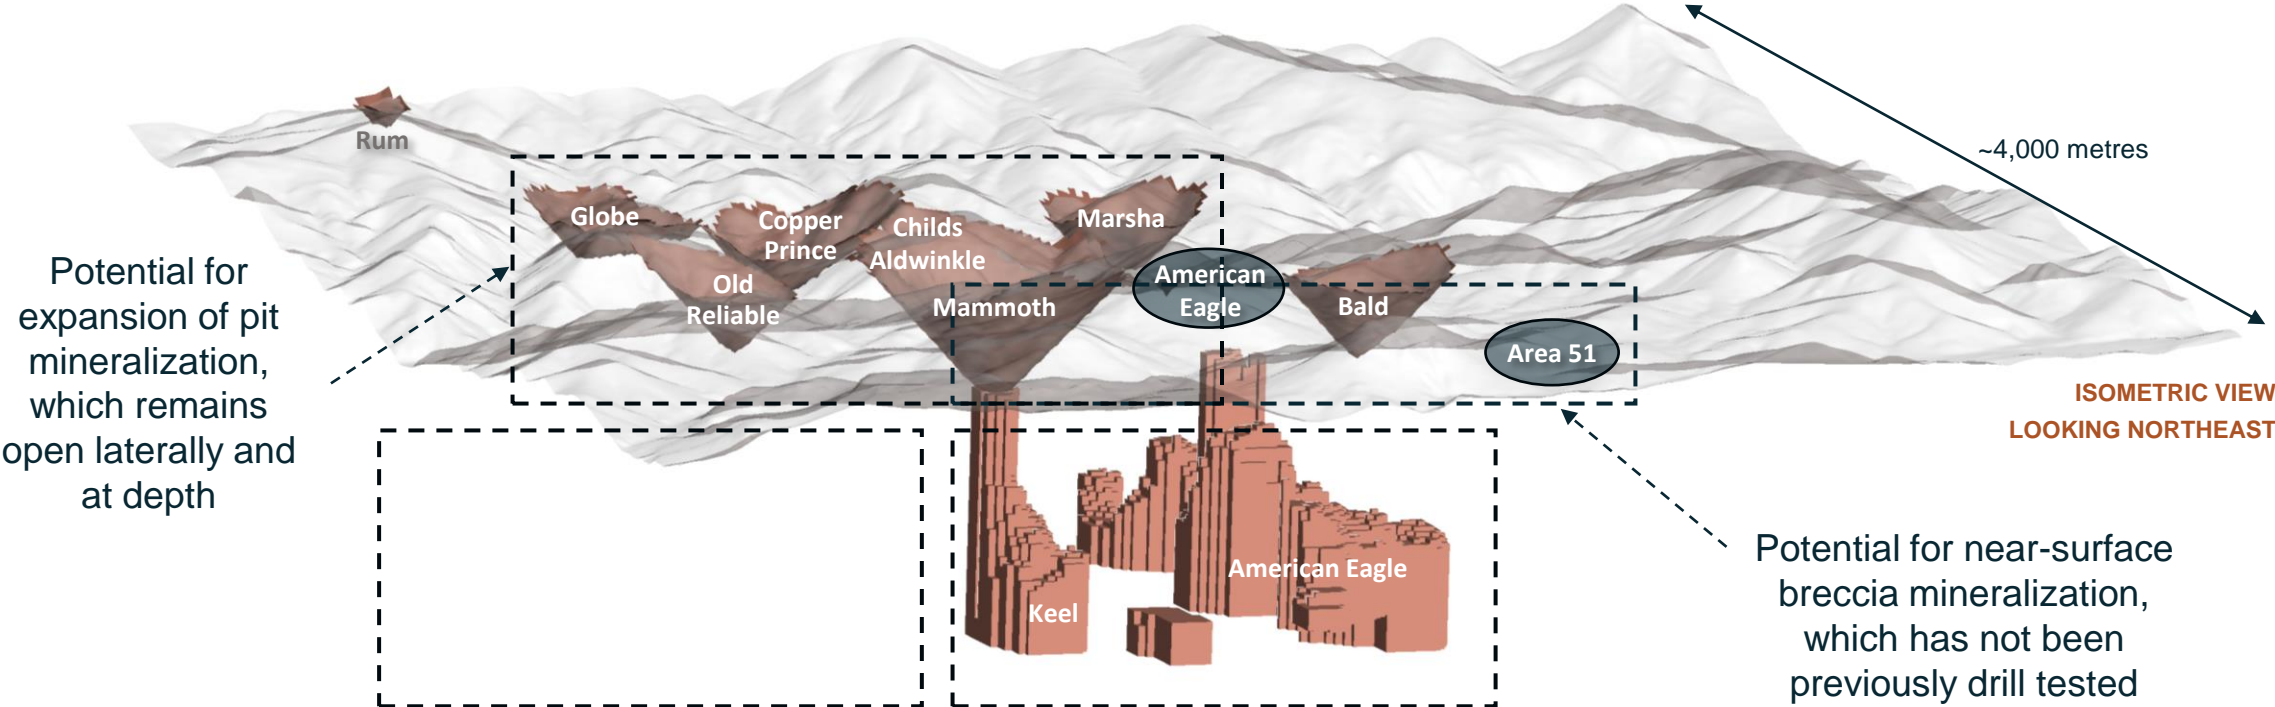 ~4,000 metres
Rum
Globe
Copper
Prince
Childs
Aldwinkle
Marsha
Old
Reliable
Mammoth
American
Eagle
Bald
Area 51
Potential for
expansion of pit
mineralization,
which remains
open laterally and
at depth
ISOMETRIC VIEW
LOOKING NORTHEAST
American Eagle
Keel
Potential for near-surface
breccia mineralization,
which has not been
previously drill tested